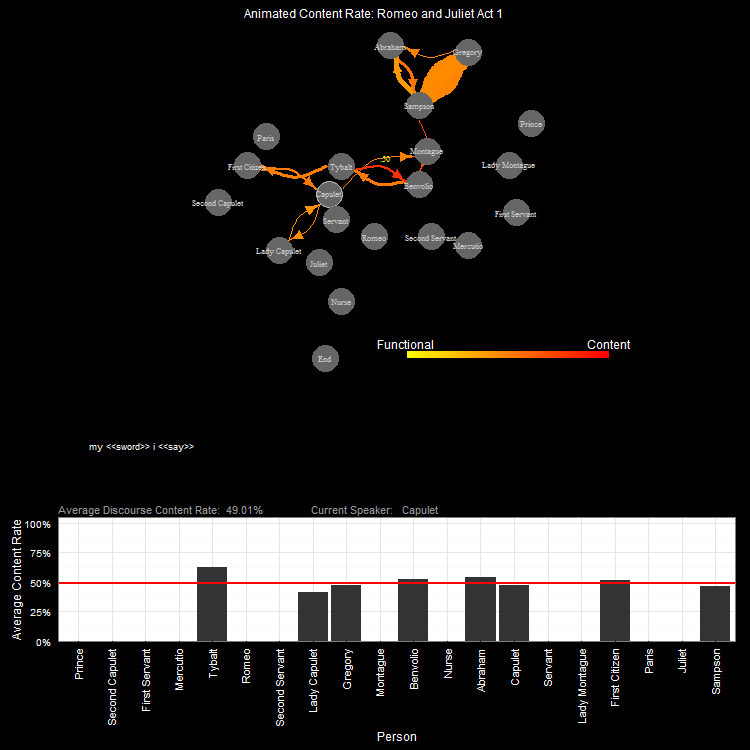 Animated Content Rate: Romeo and Juliet Act 1
Abraham
Gregory
Sampson
Prince
Paris
Montague
.50
First Citizen
Tybalt
Lady Montague
Benvolio
Capulet
Second Capulet
First Servant
Servant
Romeo
Second Servant
Mercutio
Lady Capulet
Juliet
Nurse
Functional
Content
End
my <<sword>> i <<say>>
Average Discourse Content Rate: 49.01%
Current Speaker: Capulet
Average Content Rate
100%
75%
50%
25%
0%
Prince
Second Capulet
First Servant
Mercutio
Tybalt
Romeo
Second Servant
Lady Capulet
Gregory
Montague
Benvolio
Nurse
Abraham
Capulet
Servant
Lady Montague
First Citizen
Paris
Juliet
Sampson
Person